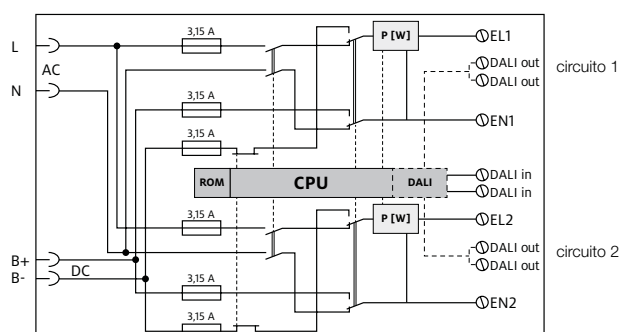 3,15 A
L
P [W]
EL1
DALI out
AC
DALI out
circuito 1
N
3,15 A
EN1
3,15 A
DALI in
ROM
CPU
DALI
DALI in
3,15 A
P [W]
EL2
DALI out
circuito 2
B+
DALI out
B-
DC
3,15 A
EN2
3,15 A